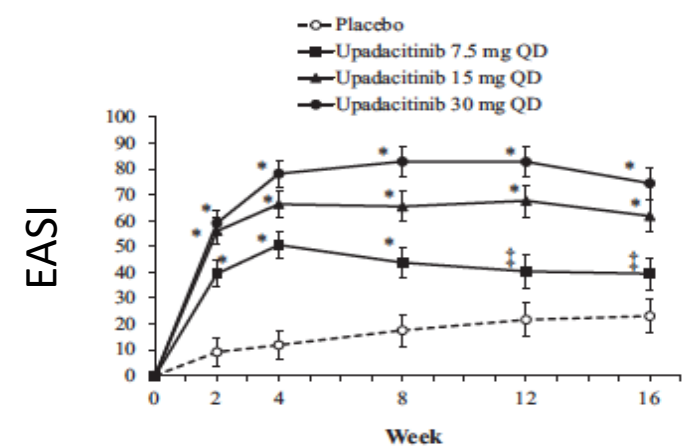 Placebo
Upadacitinib 7.5 mg QD
Upadacitinib 15 mg QD
Upadacitinib 30 mg QD
100
90
80
70
60
50
40
30
20
10
0
EASI
* * * * *
* * * * *
* * * ‡ ‡
0 2 4 8 12 16
Week